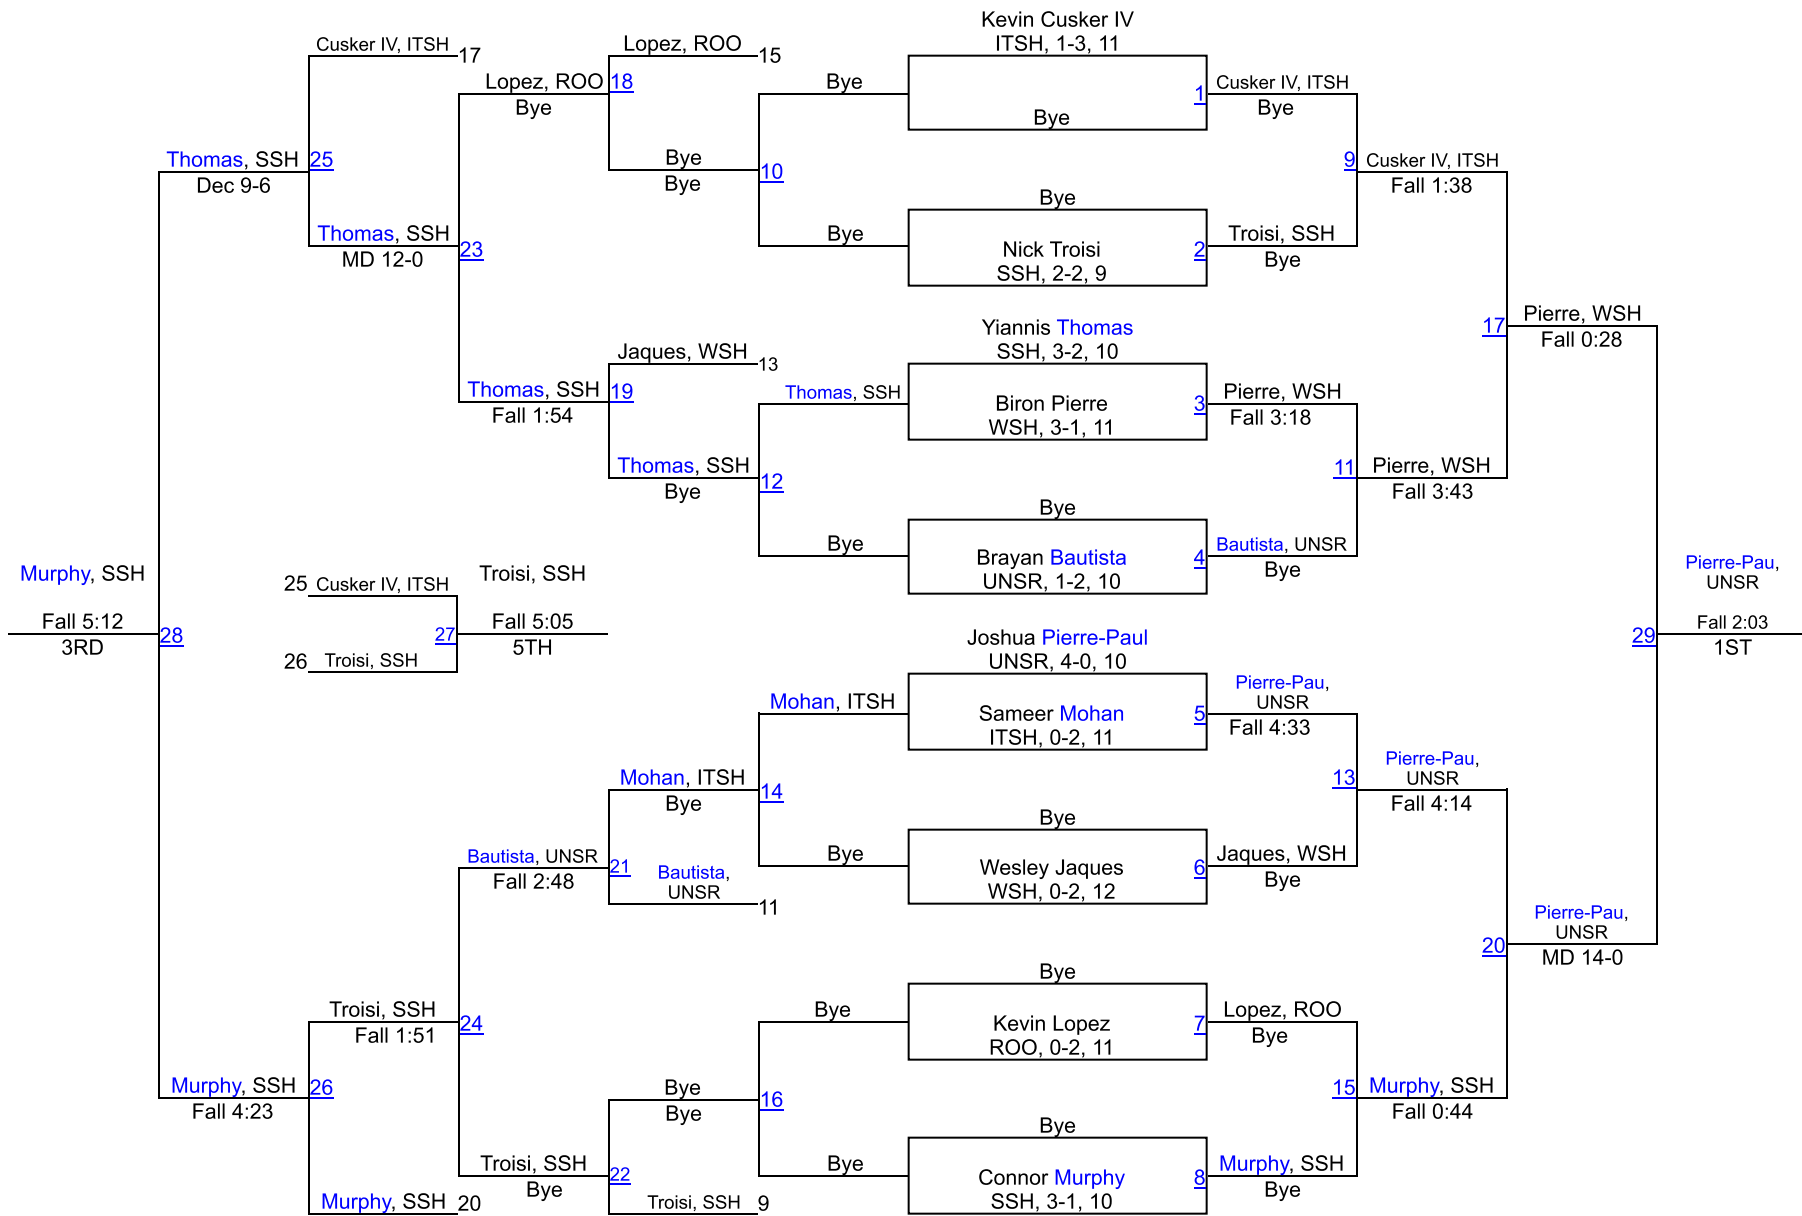 Kevin Cusker IV
ITSH, 1-3, 11
Cusker IV, ITSH
17
Lopez, ROO
15
Lopez, ROO
18
Bye
Bye
1
Cusker IV, ITSH
Bye
Bye
Bye
Thomas, SSH
25
Dec 9-6
Bye
10
Bye
9
Cusker IV, ITSH
Fall 1:38
Bye
Thomas, SSH
MD 12-0
23
Bye
Nick Troisi
SSH, 2-2, 9
2
Troisi, SSH
Bye
Yiannis Thomas
SSH, 3-2, 10
17
Pierre, WSH
Fall 0:28
Jaques, WSH
13
Thomas, SSH
Fall 1:54
19
Thomas, SSH
Biron Pierre
WSH, 3-1, 11
3
Pierre, WSH
Fall 3:18
Thomas, SSH
Bye
12
11
Pierre, WSH
Fall 3:43
Bye
Bye
Brayan Bautista
UNSR, 1-2, 10
4
Bautista, UNSR
Bye
Murphy, SSH
Fall 5:12
3RD
28
25
Cusker IV, ITSH
Troisi, SSH
27
Fall 5:05
5TH
26
Troisi, SSH
Pierre-Pau,
UNSR
29
Fall 2:03
1ST
Joshua Pierre-Paul
UNSR, 4-0, 10
Mohan, ITSH
Sameer Mohan
ITSH, 0-2, 11
5
Pierre-Pau,
UNSR
Fall 4:33
Mohan, ITSH
Bye
14
13
Pierre-Pau,
UNSR
Fall 4:14
Bye
Bautista, UNSR
Fall 2:48
21
Bautista,
UNSR
11
Bye
Wesley Jaques
WSH, 0-2, 12
6
Jaques, WSH
Bye
20
Pierre-Pau,
UNSR
MD 14-0
Bye
Troisi, SSH
Fall 1:51
24
Bye
Kevin Lopez
ROO, 0-2, 11
7
Lopez, ROO
Bye
Murphy, SSH
Fall 4:23
26
Bye
Bye
16
15
Murphy, SSH
Fall 0:44
Bye
Troisi, SSH
Bye
22
Bye
Connor Murphy
SSH, 3-1, 10
8
Murphy, SSH
Bye
Murphy, SSH
20
Troisi, SSH
9